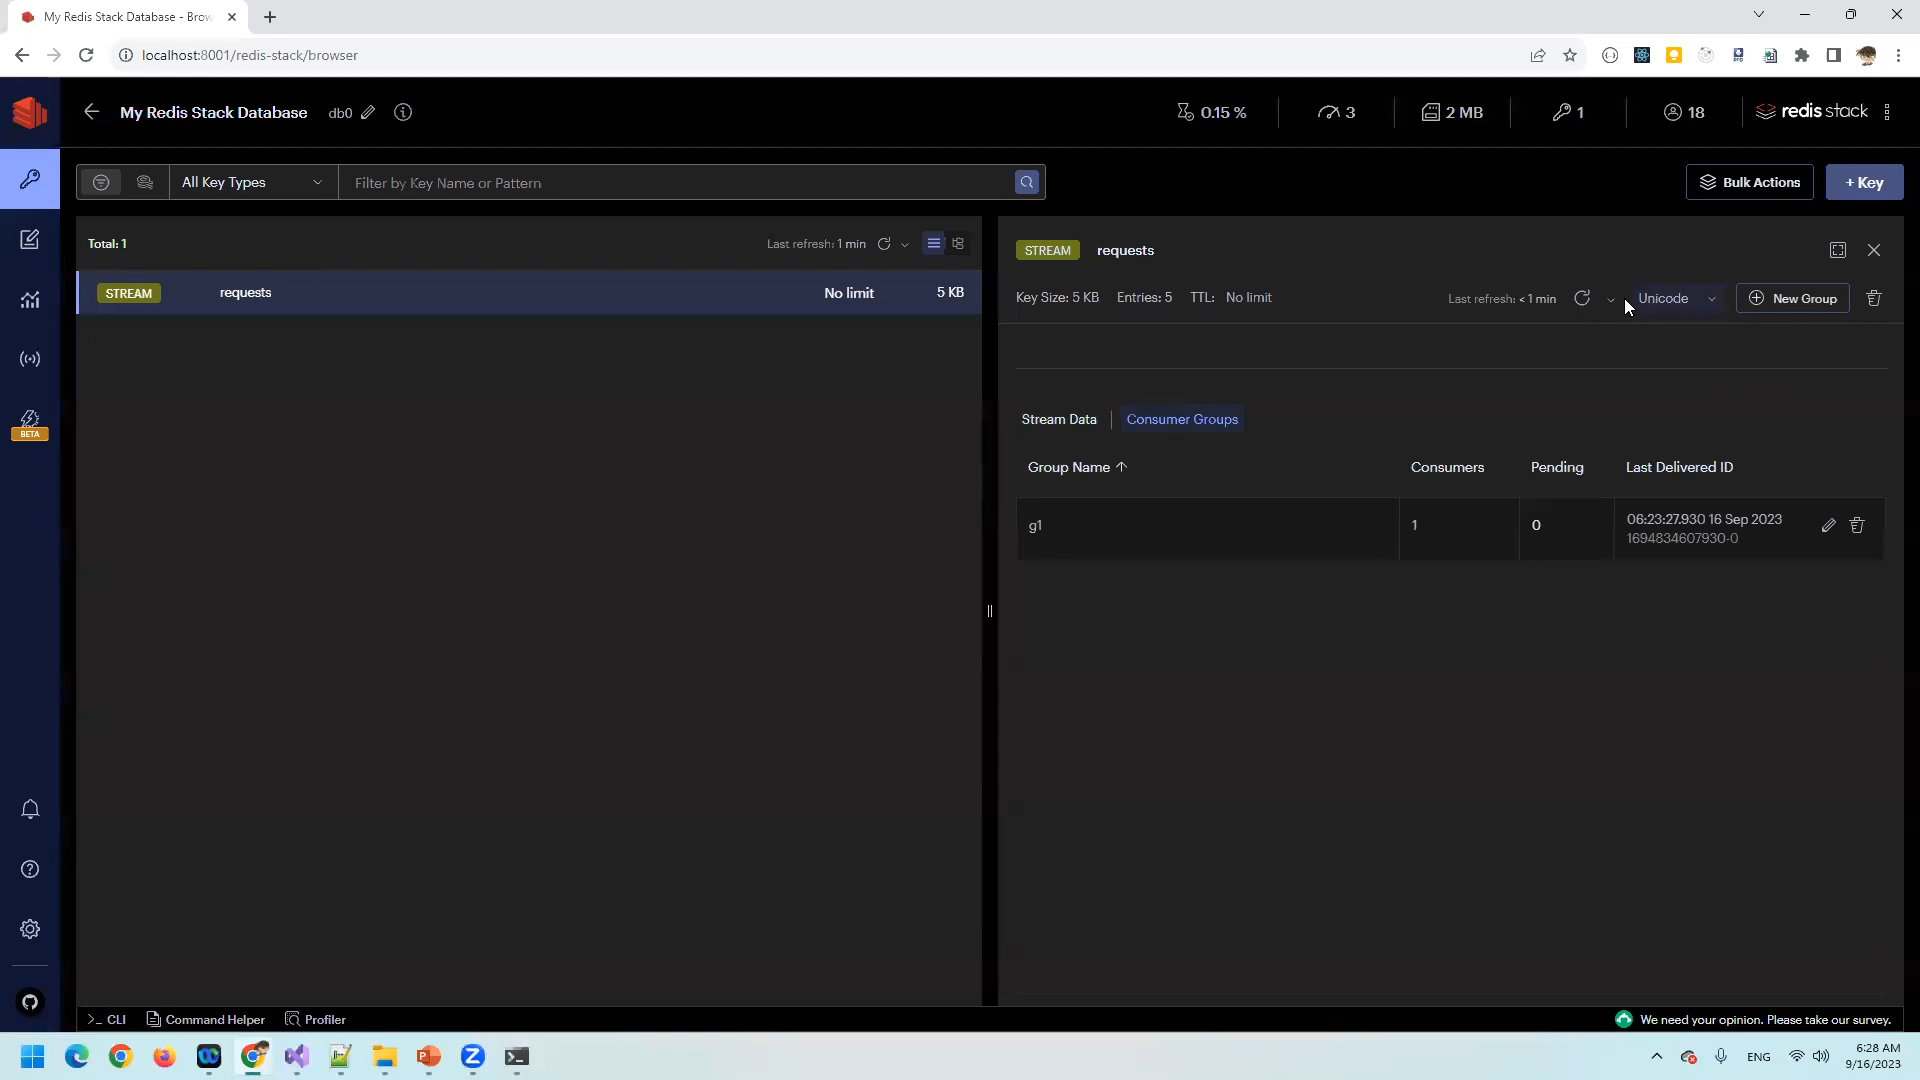 My Redis Stack Database - Brow
localhost:8001/redis-stack/browser
My Redis Stack Database db0
0.15 % 3 2 MB 1 18 redis stack
All Key Types Filter by Key Name or Pattern Bulk Actions + Key
Total: 1 Last refresh: 1 min
STREAM requests No limit 5 KB
STREAM requests
Key Size: 5 KB Entries: 5 TTL: No limit Last refresh: < 1 min Unicode New Group
Stream Data Consumer Groups
Group Name Consumers Pending Last Delivered ID
g1 1 0 06:23:27.930 16 Sep 2023
1694834607930-0
BETA
>_ CLI Command Helper Profiler We need your opinion. Please take our survey.
ENG 6:28 AM
9/16/2023